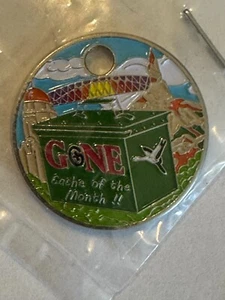 GONE
Cache of the
Month !!